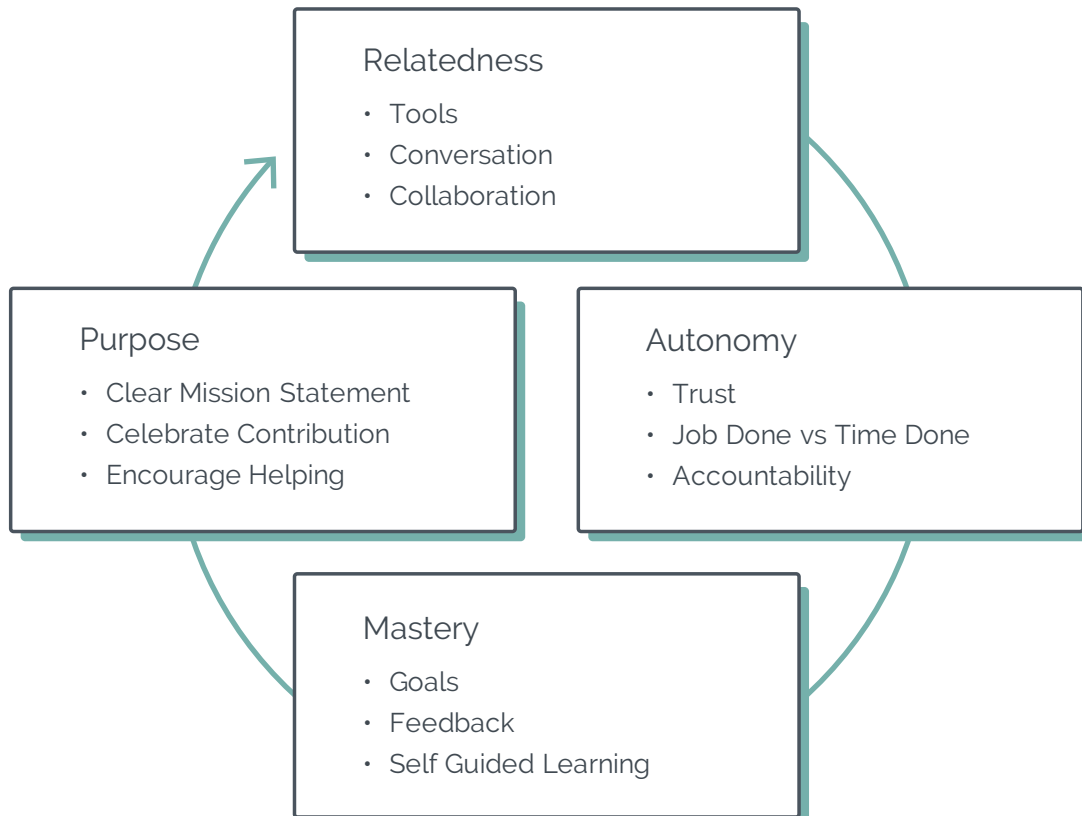 Relatedness
• Tools
• Conversation
• Collaboration
Purpose
• Clear Mission Statement
• Celebrate Contribution
• Encourage Helping
Autonomy
• Trust
• Job Done vs Time Done
• Accountability
Mastery
• Goals
• Feedback
• Self Guided Learning